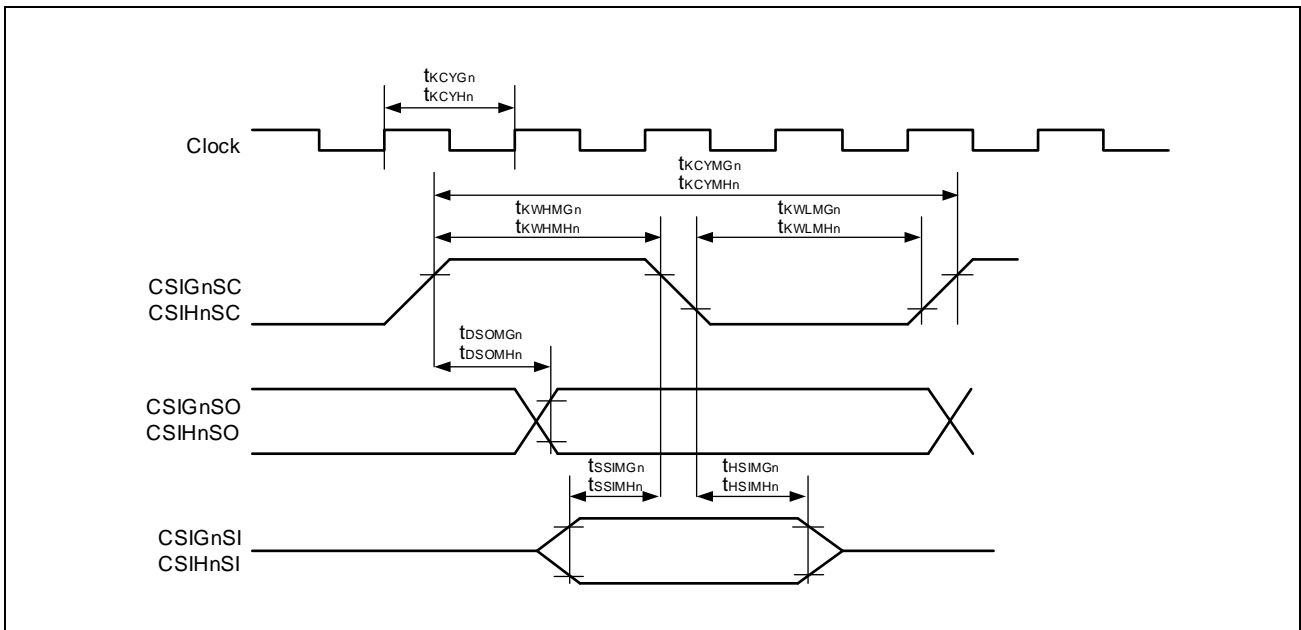 tKCYGn
tKCYHn
Clock
tKCYMGn
tKCYMHn
tKWHMGn
tKWHMHn
tKWLMGn
tKWLMHn
CSIGnSC
CSIHnSC
tDSOMGn
tDSOMHn
CSIGnSO
CSIHnSO
tSSIMGn
tSSIMHn
tHSIMGn
tHSIMHn
CSIGnSI
CSIHnSI